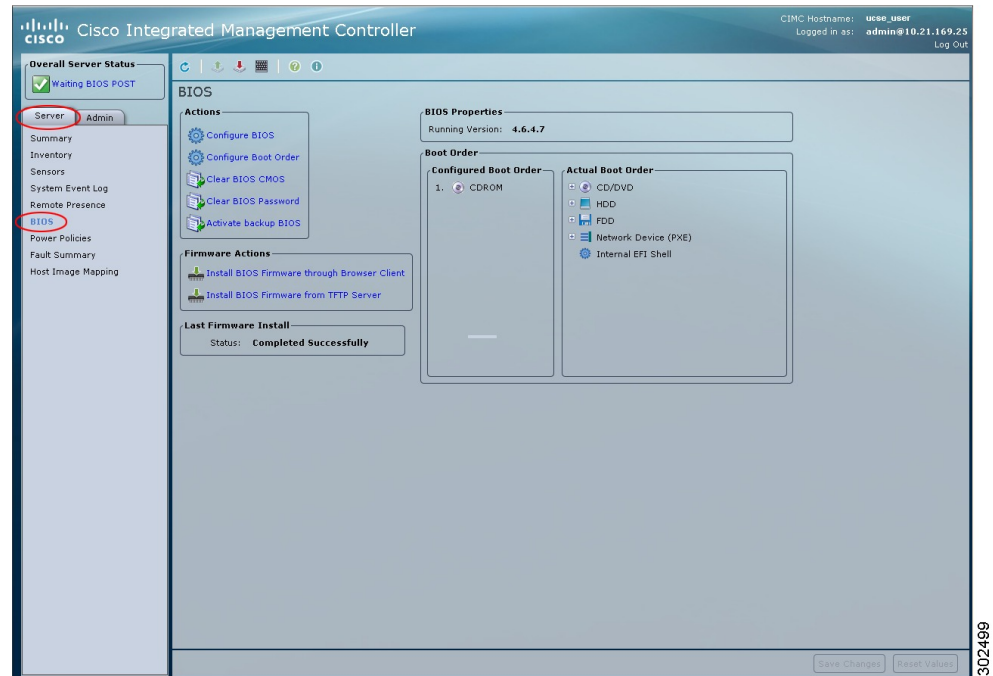 CISCO
Cisco Integrated Management Controller
CIMC Hostname: ucse_user
Logged in as: admin@10.21.169.25
Log Out
Overall Server Status
Waiting BIOS POST
Server
Admin
Summary
Inventory
Sensors
System Event Log
Remote Presence
BIOS
Power Policies
Fault Summary
Host Image Mapping
BIOS
Actions
Configure BIOS
Configure Boot Order
Clear BIOS CMOS
Clear BIOS Password
Activate backup BIOS
Firmware Actions
Install BIOS Firmware through Browser Client
Install BIOS Firmware from TFTP Server
Last Firmware Install
Status: Completed Successfully
BIOS Properties
Running Version: 4.6.4.7
Boot Order
Configured Boot Order
1. CDROM
Actual Boot Order
CD/DVD
HDD
FDD
Network Device (PXE)
Internal EFI Shell
Save Changes
Reset Values
302499